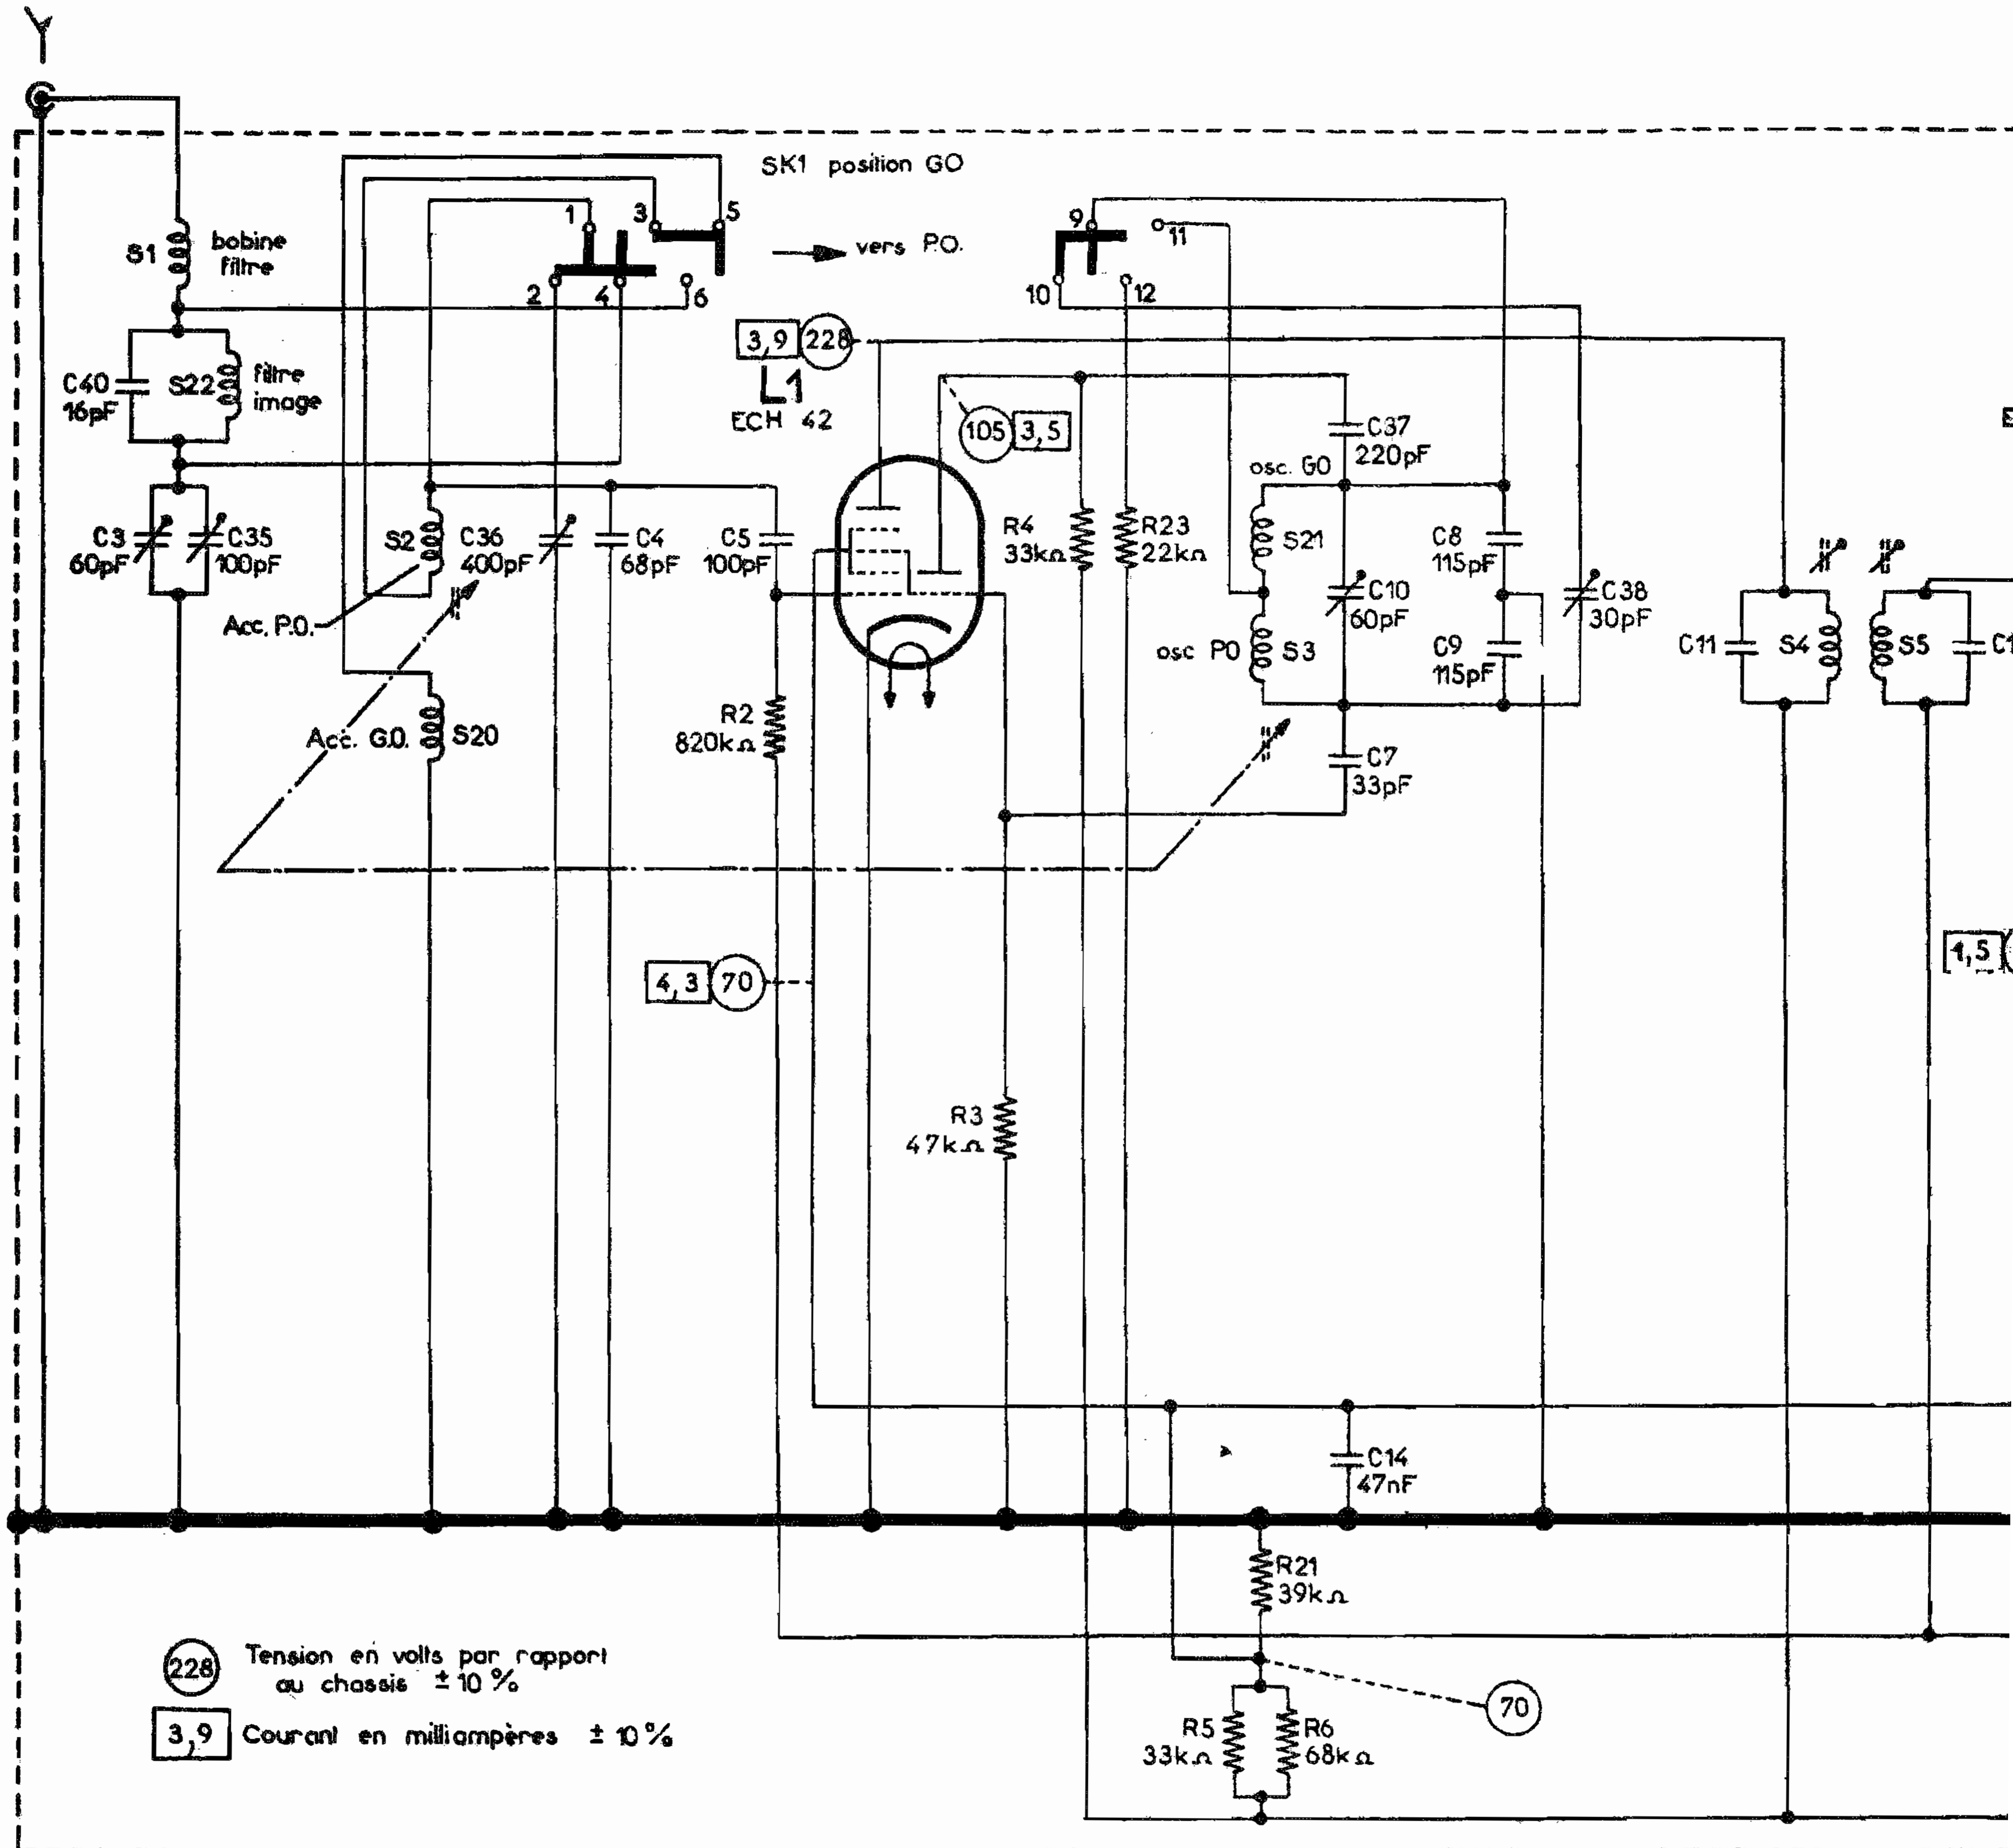 SK1 position GO
1
3
5
9
11
vers P.O.
S1
bobine
filtre
2
4
6
10
12
3,9
228
L1
ECH 42
C40
16pF
S22
filtre
image
105
3,5
C37
220pF
osc. GO
C3
60pF
C35
100pF
S2
C36
400pF
C4
68pF
C5
100pF
R4
33kΩ
R23
22kΩ
S21
C8
115pF
C10
60pF
C38
30pF
Acc. P.O.
osc PO
S3
C9
115pF
C11
S4
S5
C1
R2
820kΩ
Acc. G.O.
S20
C7
33pF
4,3
70
1,5
R3
47kΩ
C14
47nF
R21
39kΩ
228
Tension en volts par rapport
au chassis ± 10 %
3,9
Courant en milliampères ± 10 %
70
R5
33kΩ
R6
68kΩ